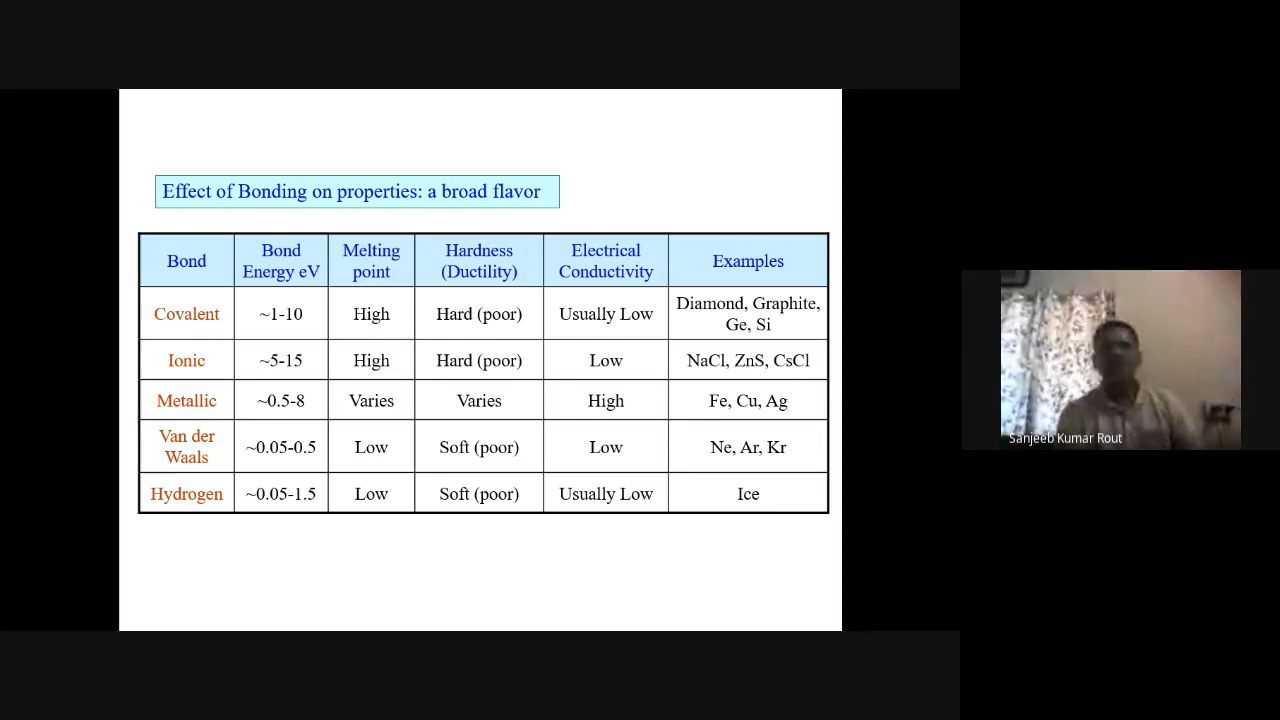 Effect of Bonding on properties: a broad flavor
Bond
Bond
Energy eV
Melting
point
Hardness
(Ductility)
Electrical
Conductivity
Examples
Covalent
~1-10
High
Hard (poor)
Usually Low
Diamond, Graphite,
Ge, Si
Ionic
~5-15
High
Hard (poor)
Low
NaCl, ZnS, CsCl
Metallic
~0.5-8
Varies
Varies
High
Fe, Cu, Ag
Van der
Waals
~0.05-0.5
Low
Soft (poor)
Low
Ne, Ar, Kr
Hydrogen
~0.05-1.5
Low
Soft (poor)
Usually Low
Ice
Sanjeeb Kumar Rout